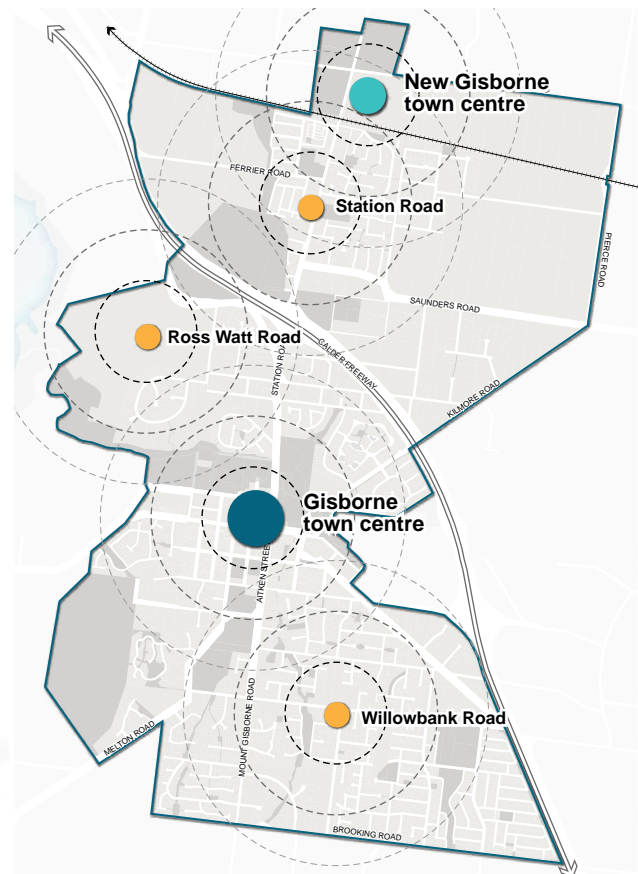 New Gisborne
town centre
FERRIER ROAD
Station Road
PIERCE ROAD
SAUNDERS ROAD
Ross Watt Road
STATION ROAD
CALDER FREEWAY
KILMORE ROAD
Gisborne
town centre
AITKEN STREET
Willowbank Road
MELTON ROAD
MOUNT GISBORNE ROAD
BROOKING ROAD